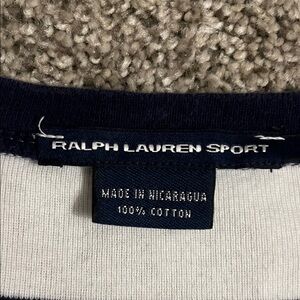 RALPH LAUREN SPORT
MADE IN NICARAGUA
100% COTTON